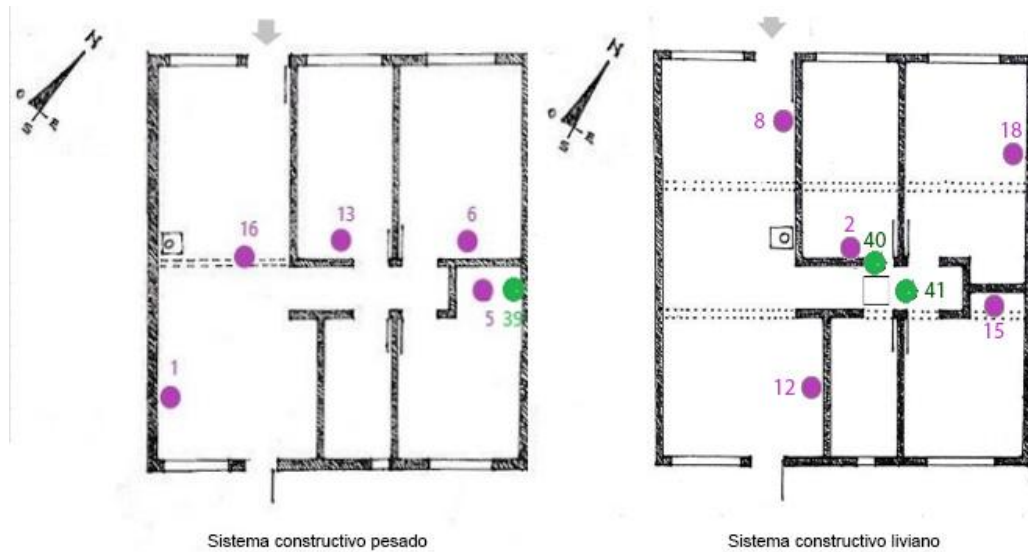 N
O
S
E
16
13
6
5
39
1
Sistema constructivo pesado
N
O
S
E
8
18
2
40
41
15
12
Sistema constructivo liviano